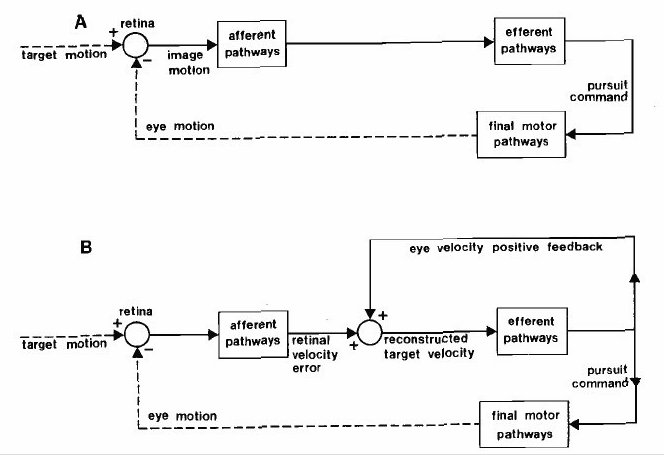 A
retina
+
target motion
−
image
motion
afferent
pathways
efferent
pathways
pursuit
command
eye motion
final motor
pathways
B
eye velocity positive feedback
retina
+
target motion
−
afferent
pathways
retinal
velocity
error
+
+
reconstructed
target velocity
efferent
pathways
pursuit
command
eye motion
final motor
pathways